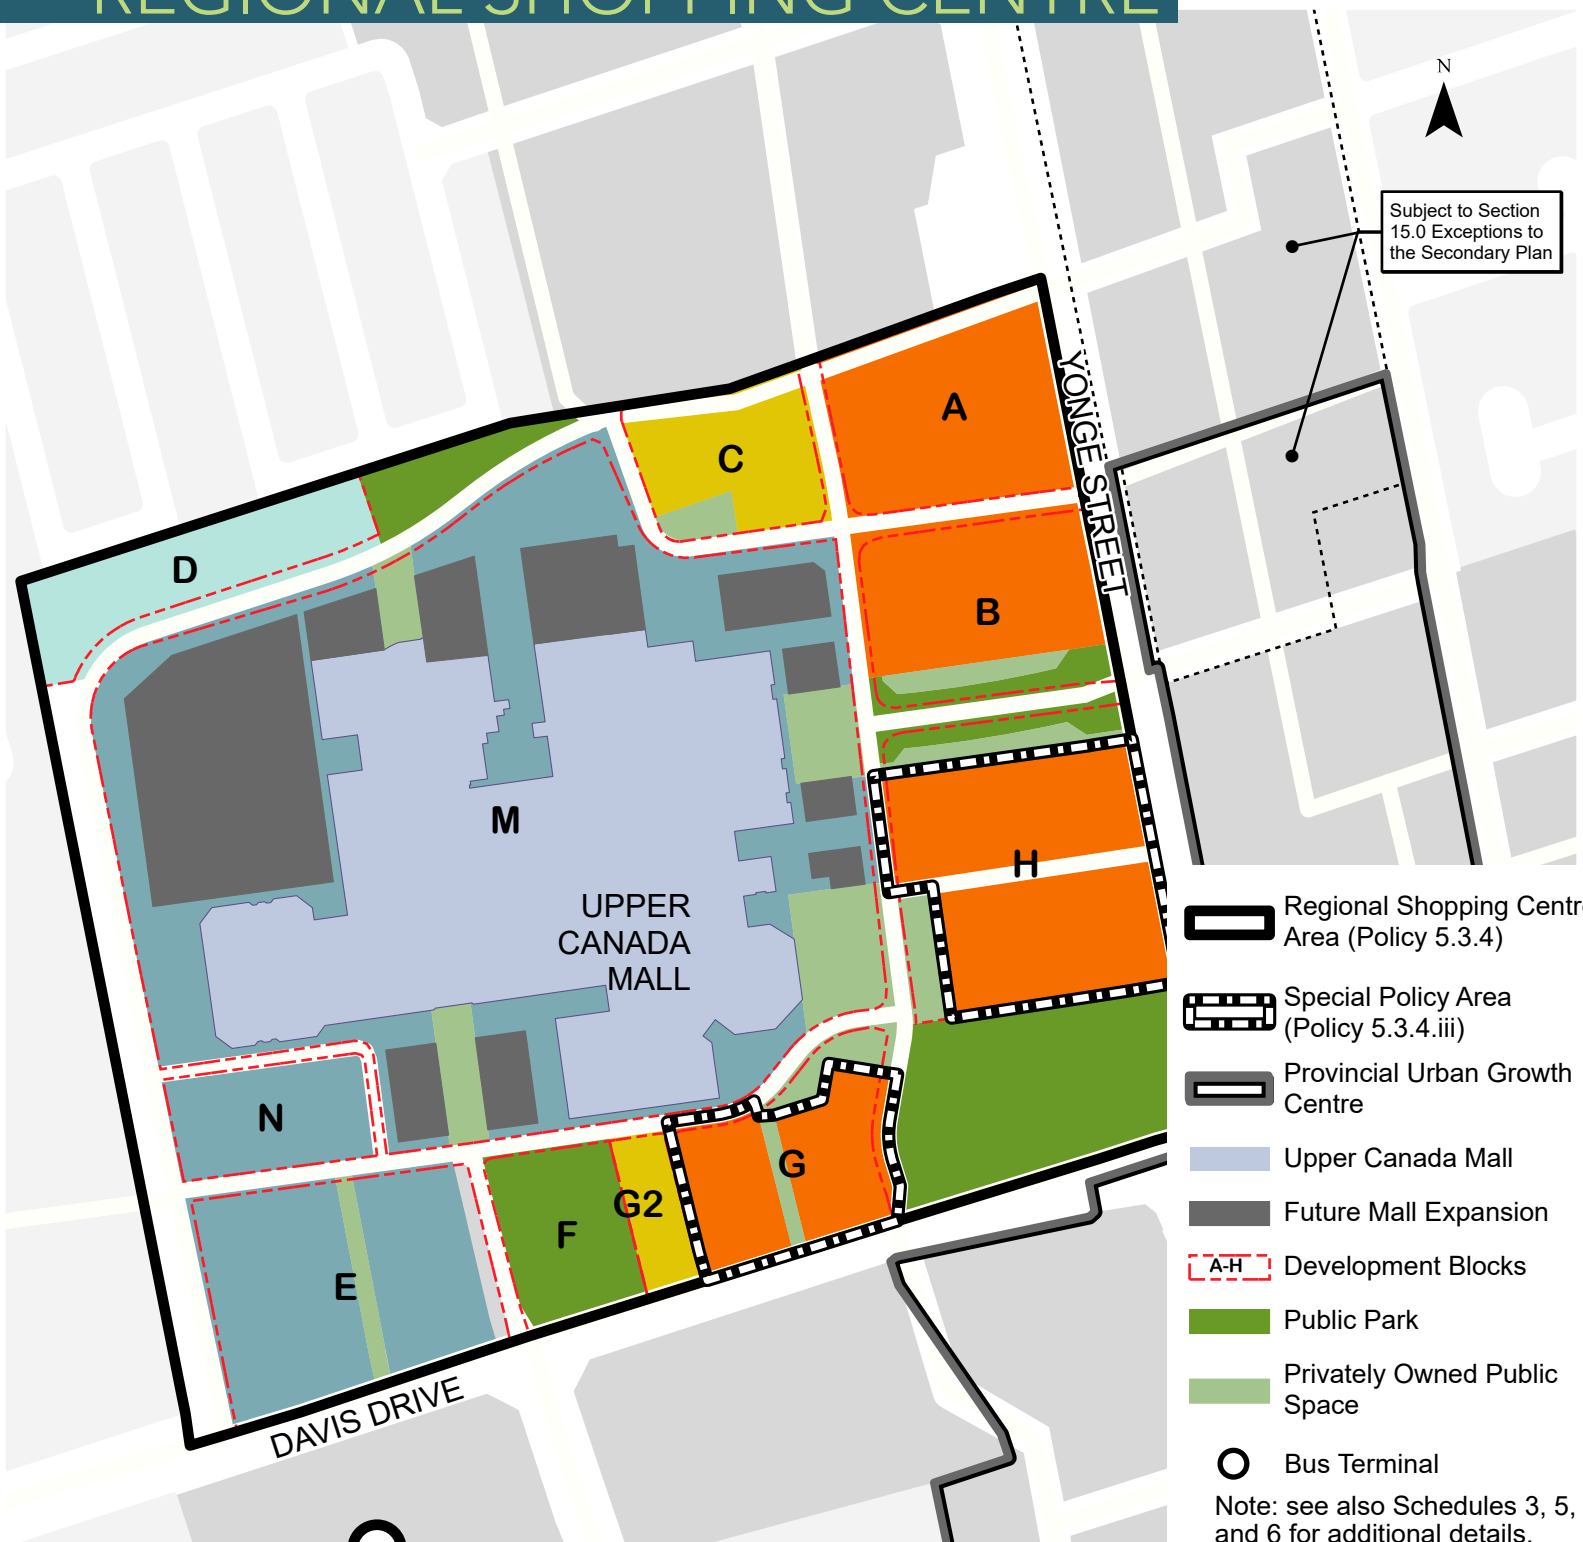 REGIONAL SHOPPING CENTRE
N
Subject to Section
15.0 Exceptions to
the Secondary Plan
YONGE STREET
A
C
D
B
M
H
UPPER
CANADA
MALL
N
G
G2
F
E
DAVIS DRIVE
Regional Shopping Centr
Area (Policy 5.3.4)
Special Policy Area
(Policy 5.3.4.iii)
Provincial Urban Growth
Centre
Upper Canada Mall
Future Mall Expansion
A-H Development Blocks
Public Park
Privately Owned Public
Space
Bus Terminal
Note: see also Schedules 3, 5,
and 6 for additional details.